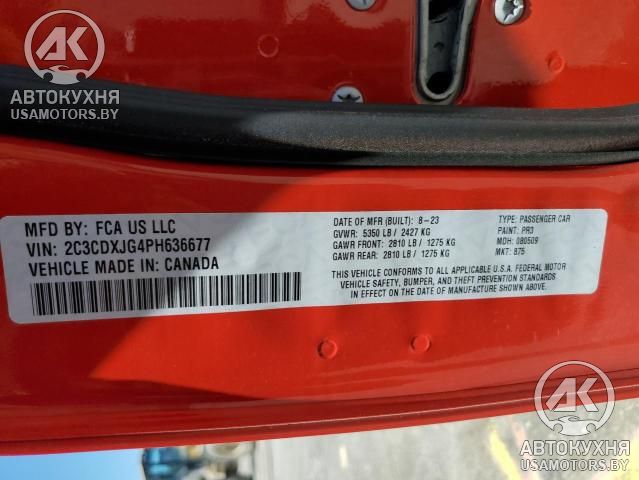 АК
АВТОКУХНЯ
USAMOTORS.BY
MFD BY: FCA US LLC
VIN: 2C3CDXJG4PH636677
VEHICLE MADE IN: CANADA
DATE OF MFR (BUILT): 8-23
GVWR: 5350 LB / 2427 KG
GAWR FRONT: 2810 LB / 1275 KG
GAWR REAR: 2810 LB / 1275 KG
TYPE: PASSENGER CAR
PAINT: PR3
MDH: 080509
MKT: 875
THIS VEHICLE CONFORMS TO ALL APPLICABLE U.S.A. FEDERAL MOTOR
VEHICLE SAFETY, BUMPER, AND THEFT PREVENTION STANDARDS
IN EFFECT ON THE DATE OF MANUFACTURE SHOWN ABOVE.
АК
АВТОКУХНЯ
USAMOTORS.BY